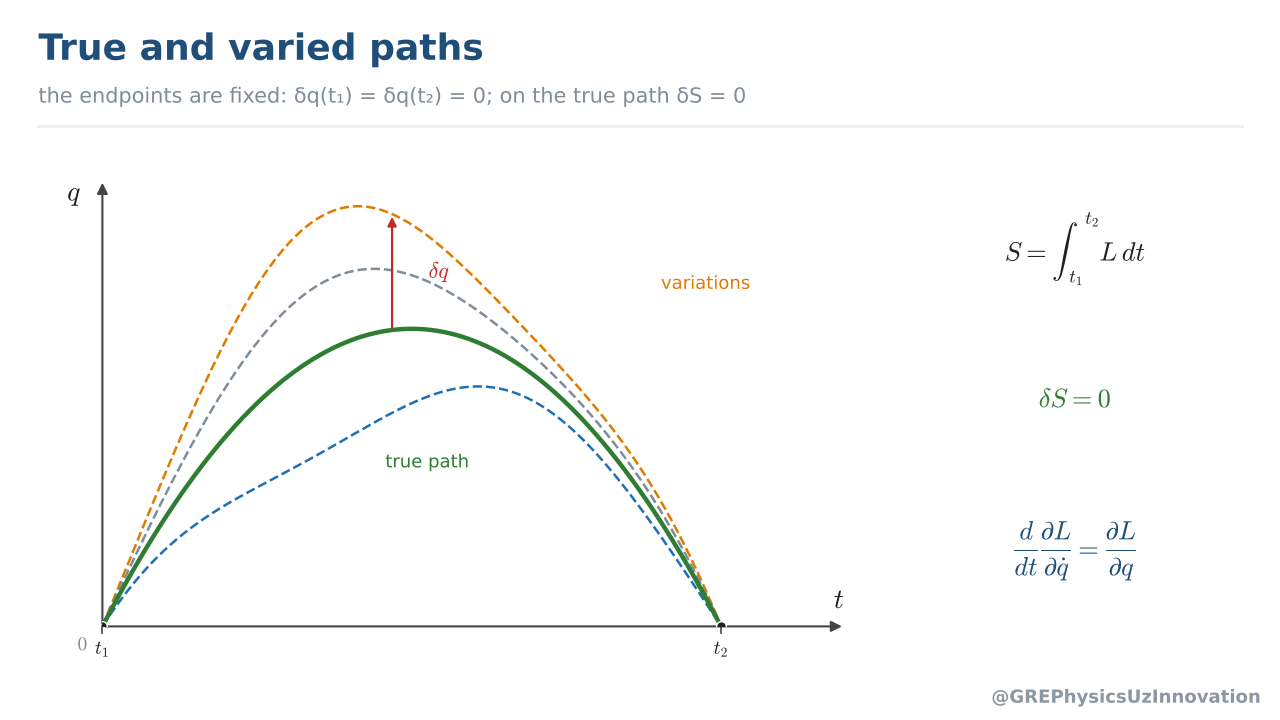 True and varied paths
the endpoints are fixed: δq(t₁) = δq(t₂) = 0; on the true path δS = 0
q
δq
variations
true path
t
0 t₁ t₂
S = ∫_{t₁}^{t₂} L dt
δS = 0
d/dt ∂L/∂q̇ = ∂L/∂q
@GREPhysicsUzInnovation